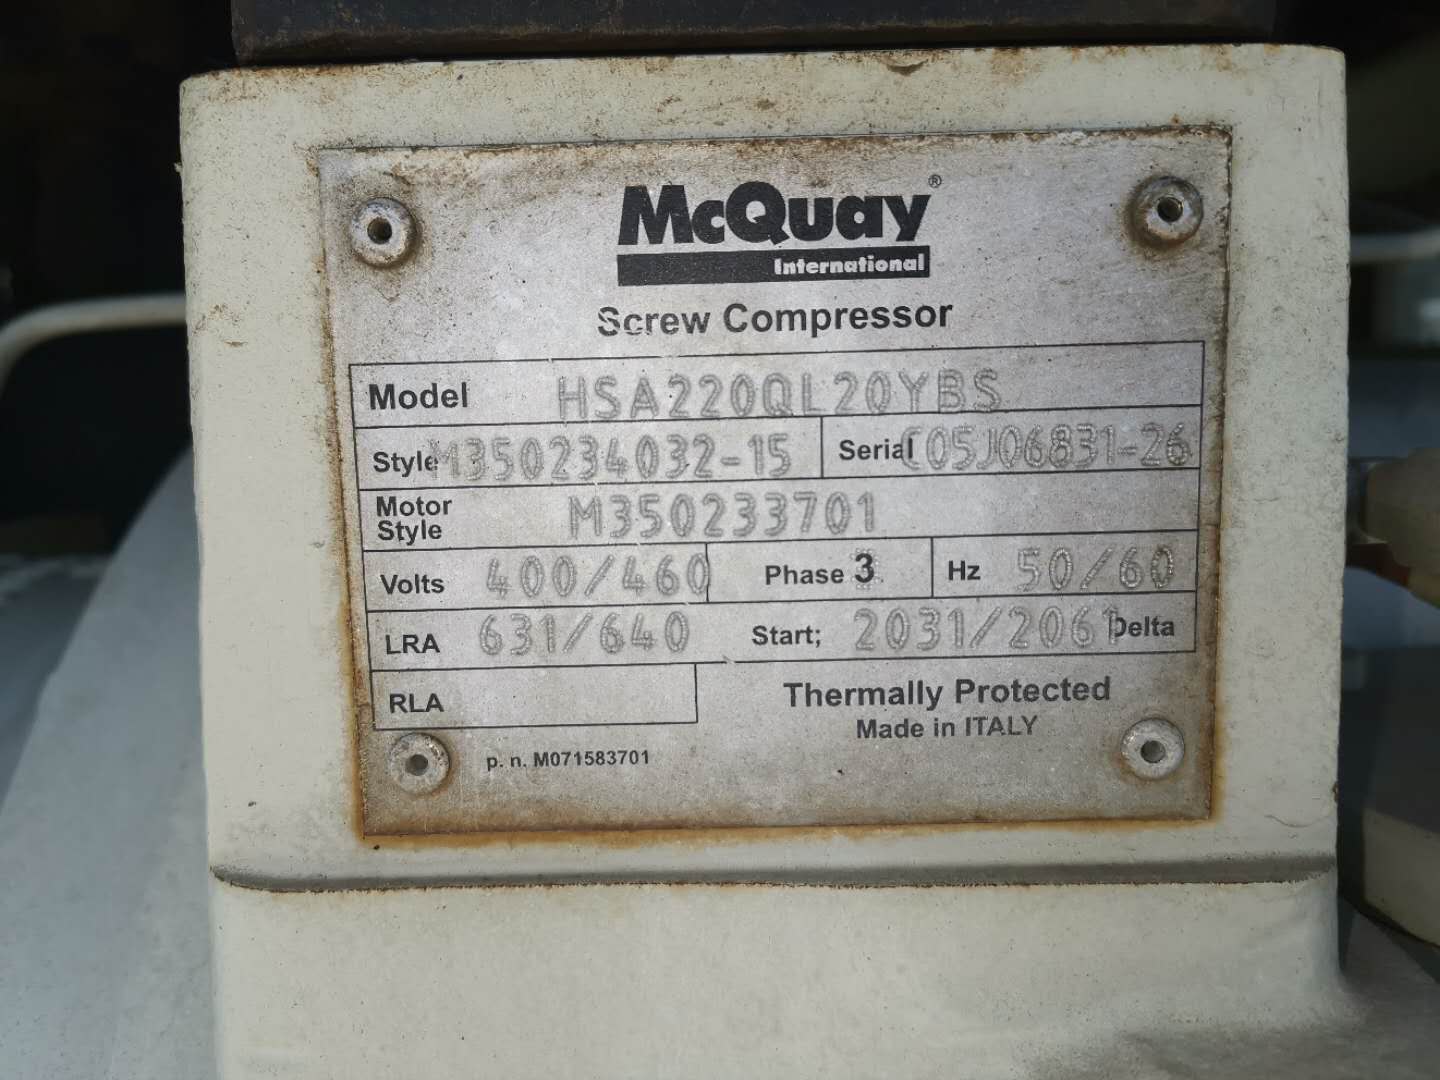 McQuay®
International
Screw Compressor
Model HSA220QL20YBS
Style M350234032-15 Serial C05J06831-26
Motor Style M350233701
Volts 400/460 Phase 3 Hz 50/60
LRA 631/640 Start; 2031/2061 Delta
RLA
Thermally Protected
Made in ITALY
p. n. M071583701